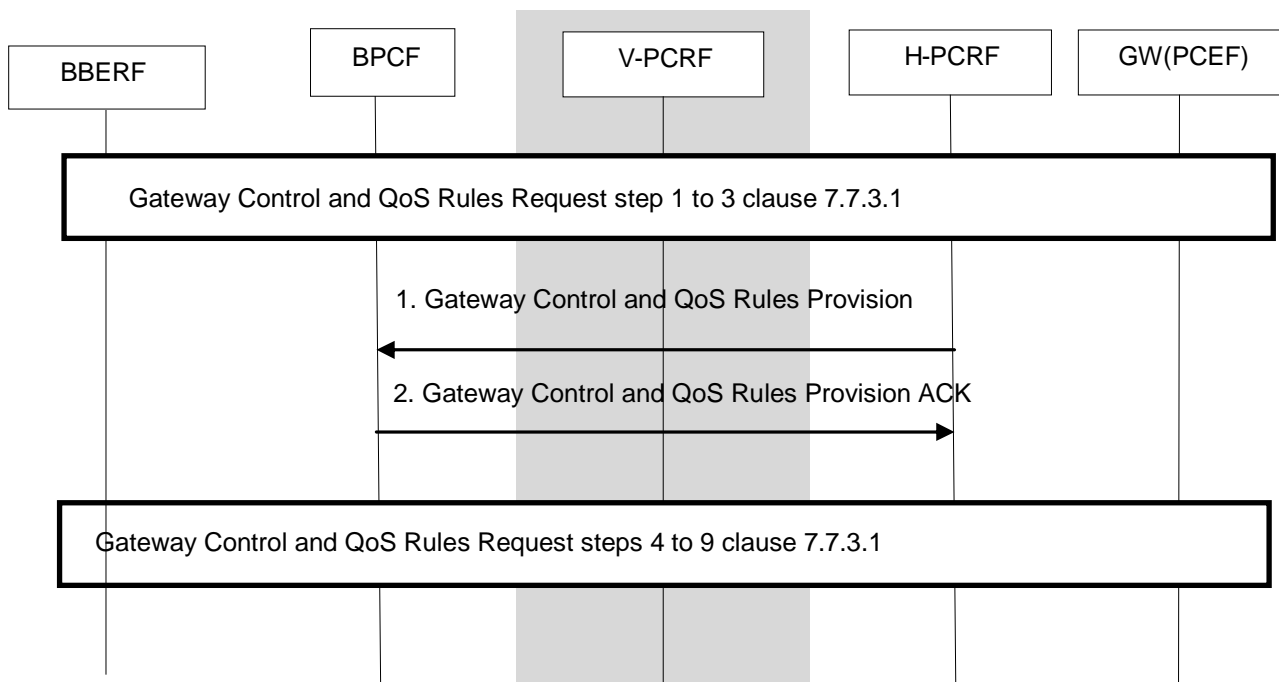 BBERF
BPCF
V-PCRF
H-PCRF
GW(PCEF)
Gateway Control and QoS Rules Request step 1 to 3 clause 7.7.3.1
1. Gateway Control and QoS Rules Provision
2. Gateway Control and QoS Rules Provision ACK
Gateway Control and QoS Rules Request steps 4 to 9 clause 7.7.3.1